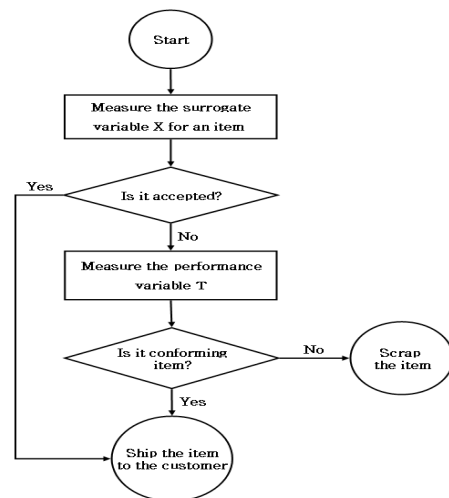 Start
Measure the surrogate
variable X for an item
Yes
Is it accepted?
No
Measure the performance
variable T
Is it conforming
item?
No
Scrap
the item
Yes
Ship the item
to the customer